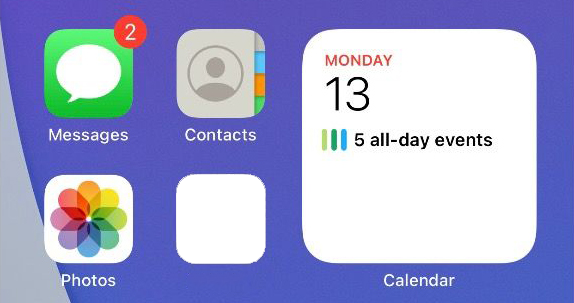 2
Messages
Contacts
MONDAY
13
5 all-day events
Photos
Calendar